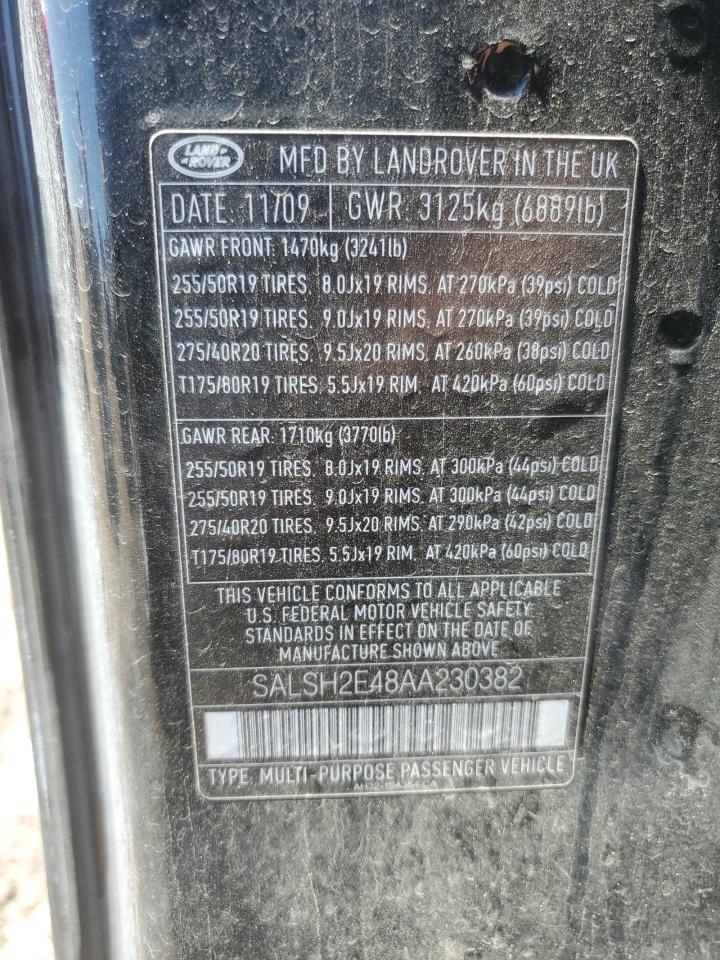 LAND ROVER
MFD BY LANDROVER IN THE UK
DATE: 11/09 GWR: 3125kg (6889lb)
GAWR FRONT: 1470kg (3241lb)
255/50R19 TIRES, 8.0Jx19 RIMS, AT 270kPa (39psi) COLD
255/50R19 TIRES, 9.0Jx19 RIMS, AT 270kPa (39psi) COLD
275/40R20 TIRES, 9.5Jx20 RIMS, AT 260kPa (38psi) COLD
T175/80R19 TIRES, 5.5Jx19 RIM, AT 420kPa (60psi) COLD
GAWR REAR: 1710kg (3770lb)
255/50R19 TIRES, 8.0Jx19 RIMS, AT 300kPa (44psi) COLD
255/50R19 TIRES, 9.0Jx19 RIMS, AT 300kPa (44psi) COLD
275/40R20 TIRES, 9.5Jx20 RIMS, AT 290kPa (42psi) COLD
T175/80R19 TIRES, 5.5Jx19 RIM, AT 420kPa (60psi) COLD
THIS VEHICLE CONFORMS TO ALL APPLICABLE
U.S. FEDERAL MOTOR VEHICLE SAFETY
STANDARDS IN EFFECT ON THE DATE OF
MANUFACTURE SHOWN ABOVE
SALSH2E48AA230382
TYPE: MULTI-PURPOSE PASSENGER VEHICLE